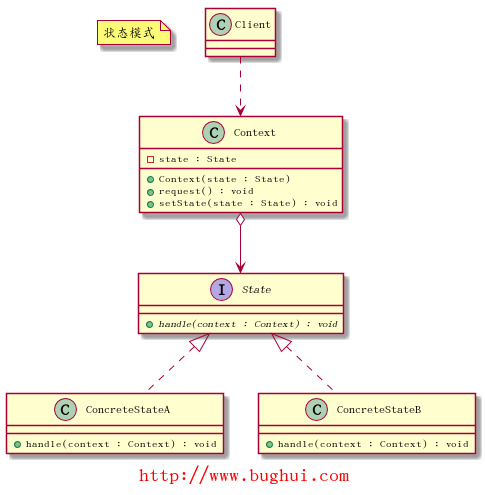 状态模式
C Client
C Context
state : State
Context(state : State)
request() : void
setState(state : State) : void
I State
handle(context : Context) : void
C ConcreteStateA
handle(context : Context) : void
C ConcreteStateB
handle(context : Context) : void
http://www.bughui.com